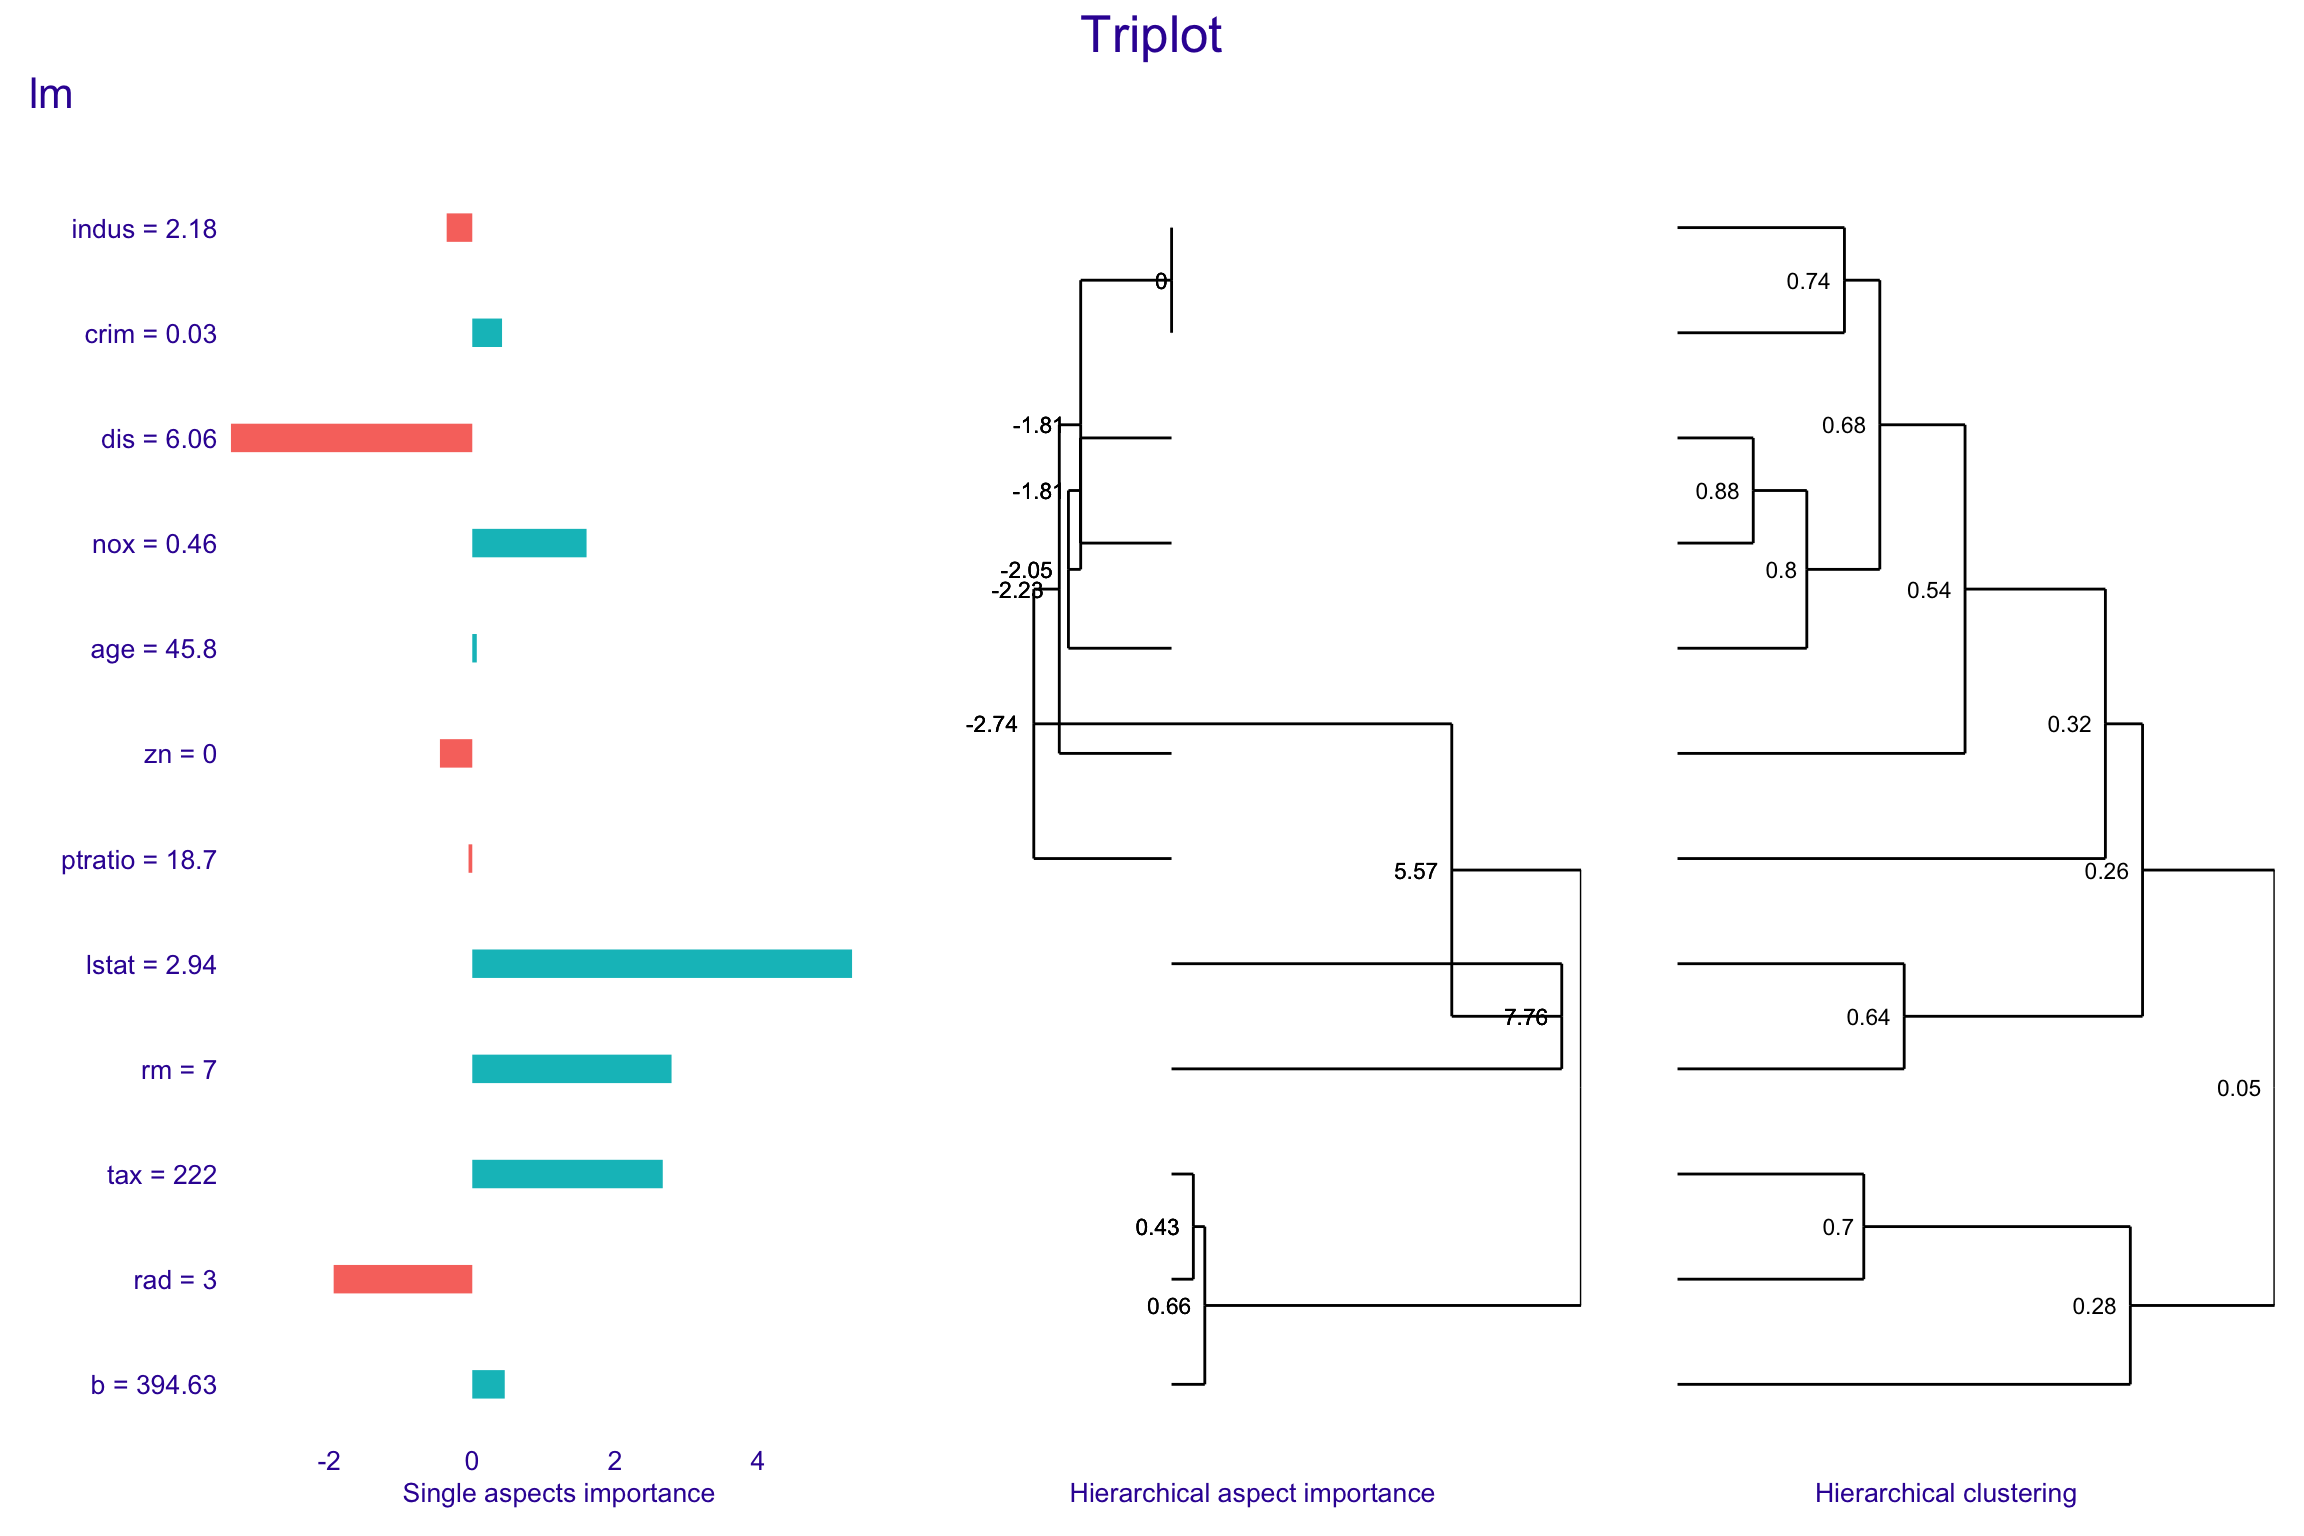 Triplot
lm
indus = 2.18
crim = 0.03
dis = 6.06
nox = 0.46
age = 45.8
zn = 0
ptratio = 18.7
lstat = 2.94
rm = 7
tax = 222
rad = 3
b = 394.63
-2 0 2 4
Single aspects importance
0
-1.81
-1.81
-2.05
-2.23
-2.74
5.57
7.76
0.43
0.66
Hierarchical aspect importance
0.74
0.68
0.88
0.8
0.54
0.32
0.26
0.64
0.05
0.7
0.28
Hierarchical clustering